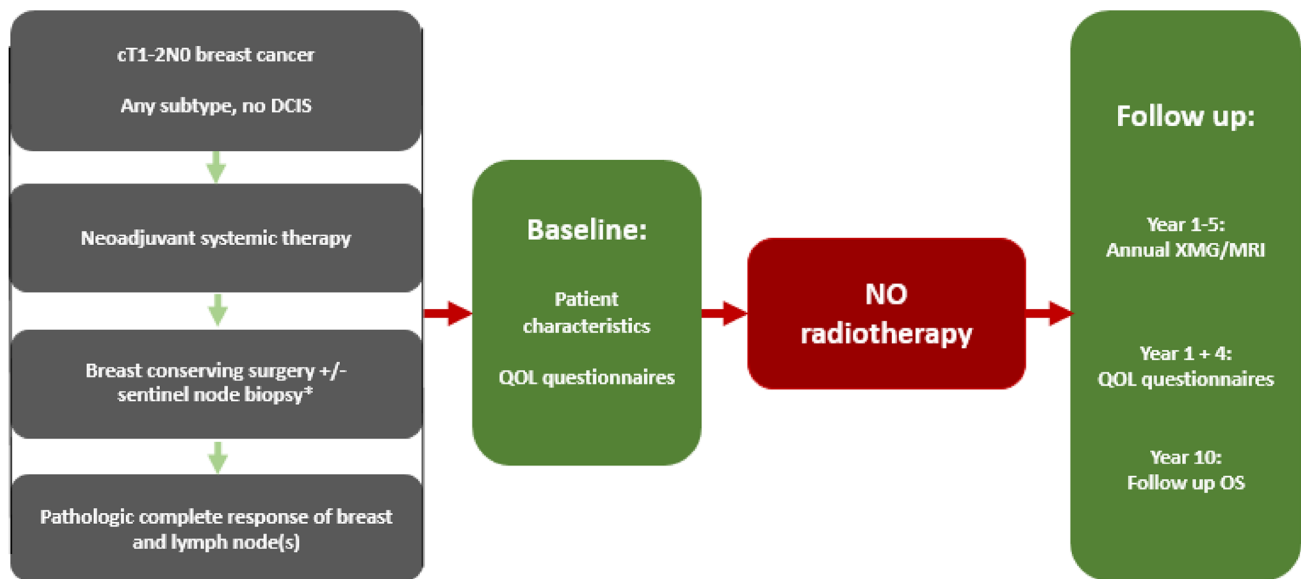 cT1-2N0 breast cancer
Any subtype, no DCIS
Neoadjuvant systemic therapy
Breast conserving surgery +/-
sentinel node biopsy*
Pathologic complete response of breast
and lymph node(s)
Baseline:
Patient
characteristics
QOL questionnaires
NO
radiotherapy
Follow up:
Year 1-5:
Annual XMG/MRI
Year 1 + 4:
QOL questionnaires
Year 10:
Follow up OS